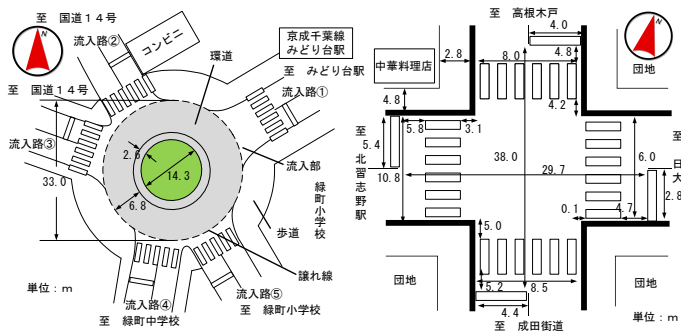 至 国道14号
流入路②
コンビニ
京成千葉線
みどり台駅
環道
至 みどり台駅
流入路①
至 国道14号
流入路③
2.6
14.3
33.0
6.8
流入部
緑町小学校
歩道
譲れ線
単位：m
流入路④
至 緑町中学校
流入路⑤
至 緑町小学校
至 高根木戸
4.0
2.8
8.0
4.8
中華料理店
団地
4.8
4.2
5.8
3.1
至 北習志野駅
5.4
10.8
38.0
29.7
6.0
至 日大
2.8
0.1
4.7
5.0
団地
5.2
8.5
4.4
団地
至 成田街道
単位：m